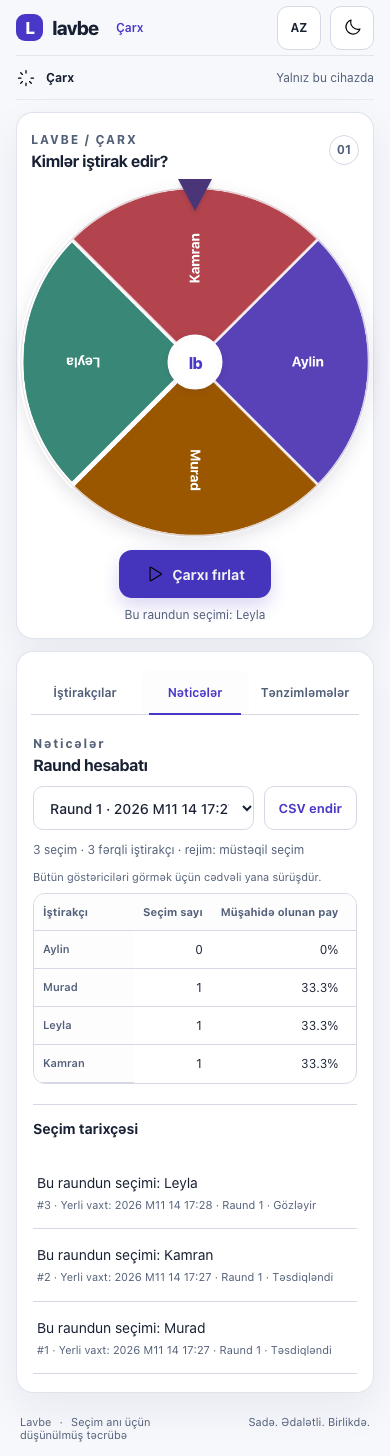 L lavbe Çarx AZ
Çarx Yalnız bu cihazda
LAVBE / ÇARX
Kimlər iştirak edir?
01
Kamran
Leyla
Aylin
lb
Murad
Çarxı fırlat
Bu raundun seçimi: Leyla
İştirakçılar Nəticələr Tənzimləmələr
Nəticələr
Raund hesabatı
Raund 1 · 2026 M11 14 17:2 CSV endir
3 seçim · 3 fərqli iştirakçı · rejim: müstəqil seçim
Bütün göstəriciləri görmək üçün cədvəli yana sürüşdür.
İştirakçı Seçim sayı Müşahidə olunan pay
Aylin 0 0%
Murad 1 33.3%
Leyla 1 33.3%
Kamran 1 33.3%
Seçim tarixçəsi
Bu raundun seçimi: Leyla
#3 · Yerli vaxt: 2026 M11 14 17:28 · Raund 1 · Gözləyir
Bu raundun seçimi: Kamran
#2 · Yerli vaxt: 2026 M11 14 17:27 · Raund 1 · Təsdiqləndi
Bu raundun seçimi: Murad
#1 · Yerli vaxt: 2026 M11 14 17:27 · Raund 1 · Təsdiqləndi
Lavbe · Seçim anı üçün düşünülmüş təcrübə
Sadə. Ədalətli. Birlikdə.